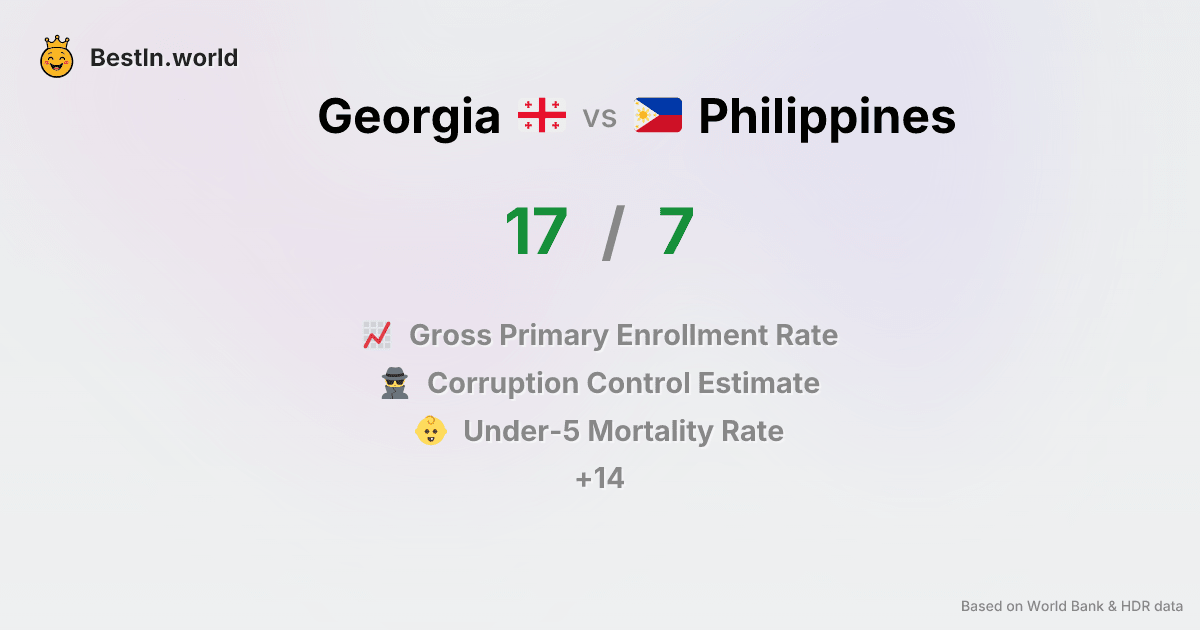 BestIn.world
Georgia vs Philippines
17 / 7
Gross Primary Enrollment Rate
Corruption Control Estimate
Under-5 Mortality Rate
+14
Based on World Bank & HDR data